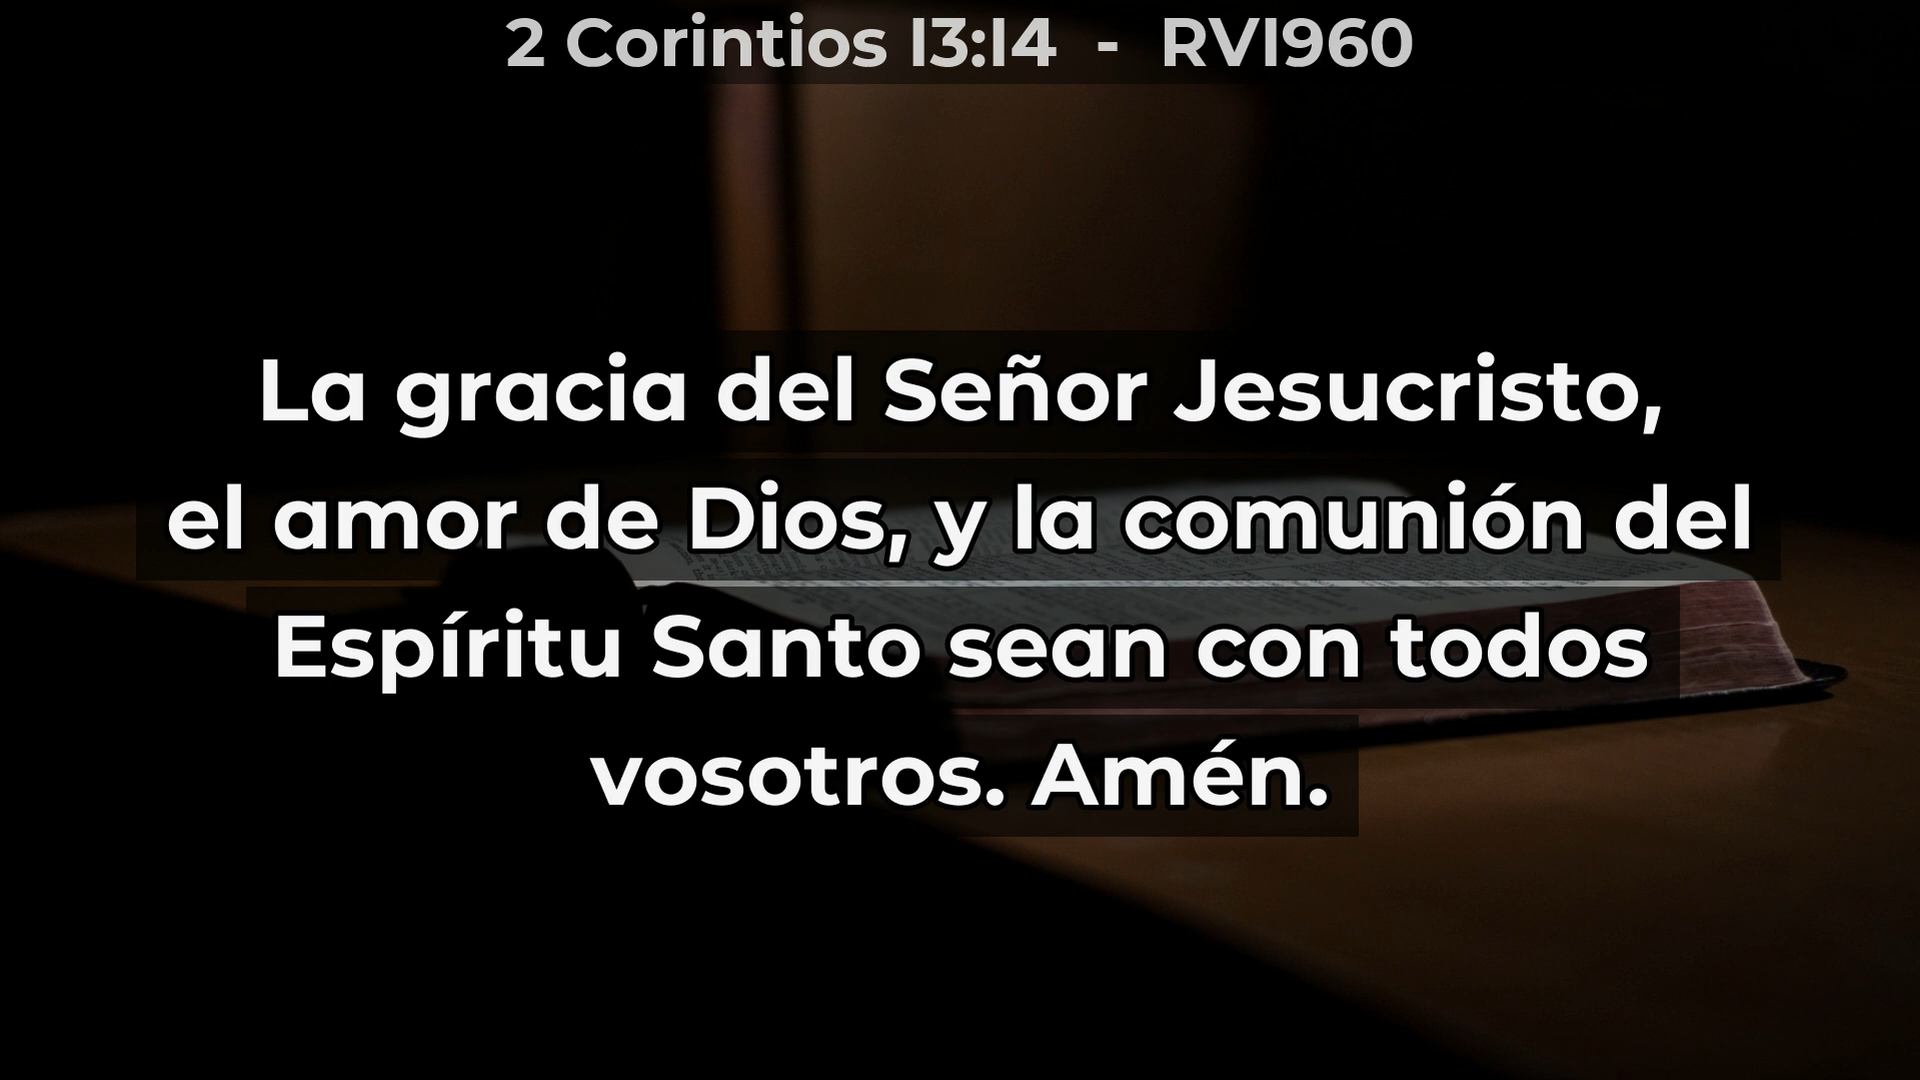 2 Corintios 13:14 - RV1960
La gracia del Señor Jesucristo,
el amor de Dios, y la comunión del
Espíritu Santo sean con todos
vosotros. Amén.